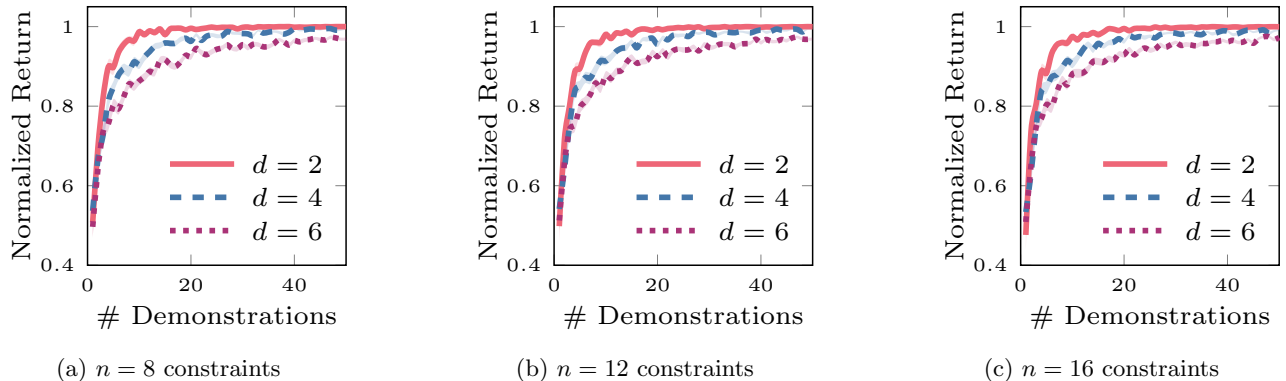 Normalized Return
1
0.8
0.6
0.4
0
20
40
# Demonstrations
d = 2
d = 4
d = 6
(a) n = 8 constraints
Normalized Return
1
0.8
0.6
0.4
0
20
40
# Demonstrations
d = 2
d = 4
d = 6
(b) n = 12 constraints
Normalized Return
1
0.8
0.6
0.4
0
20
40
# Demonstrations
d = 2
d = 4
d = 6
(c) n = 16 constraints